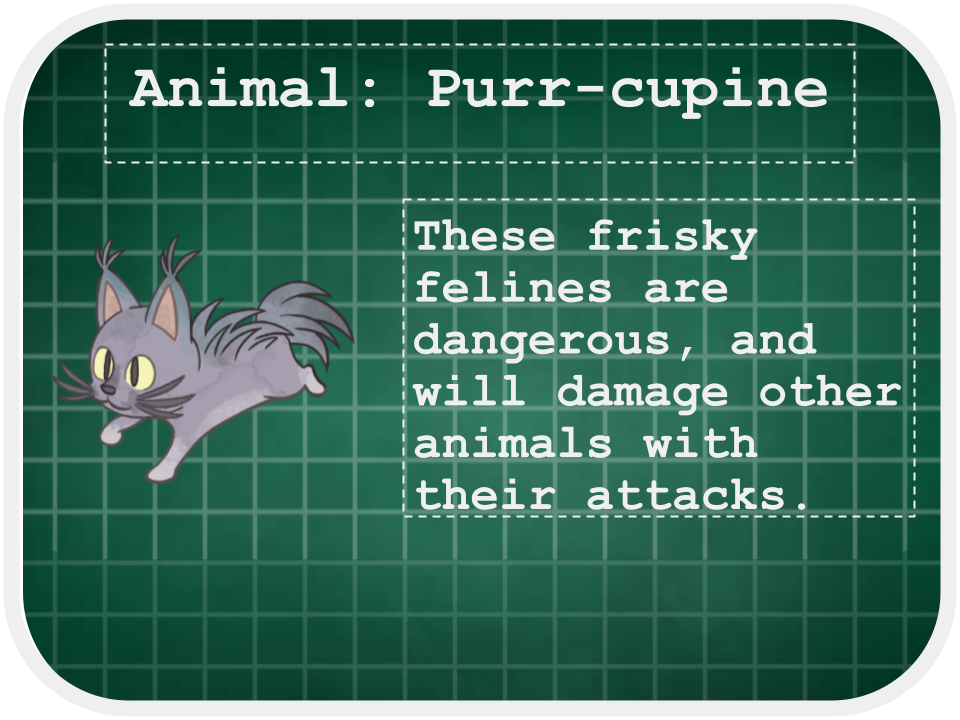 Animal: Purr-cupine
These frisky
felines are
dangerous, and
will damage other
animals with
their attacks.